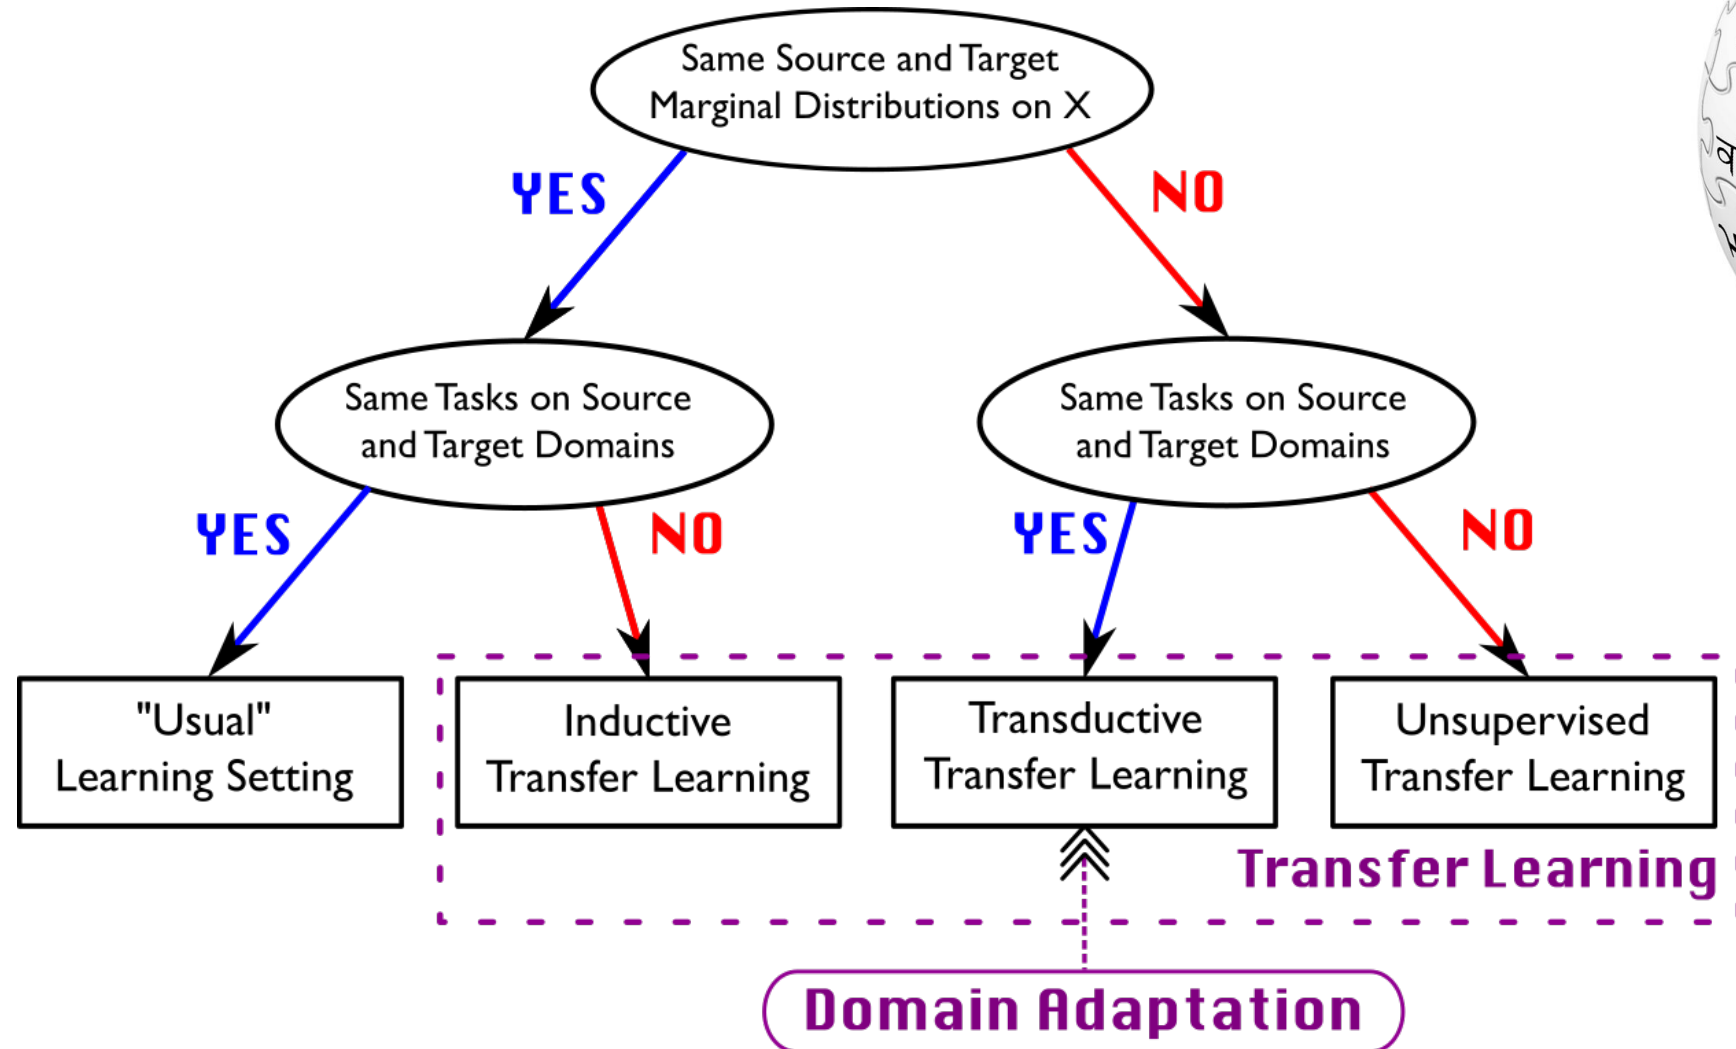 Same Source and Target
Marginal Distributions on X
YES
NO
Same Tasks on Source
and Target Domains
Same Tasks on Source
and Target Domains
YES
NO
YES
NO
"Usual"
Learning Setting
Inductive
Transfer Learning
Transductive
Transfer Learning
Unsupervised
Transfer Learning
Transfer Learning
Domain Adaptation